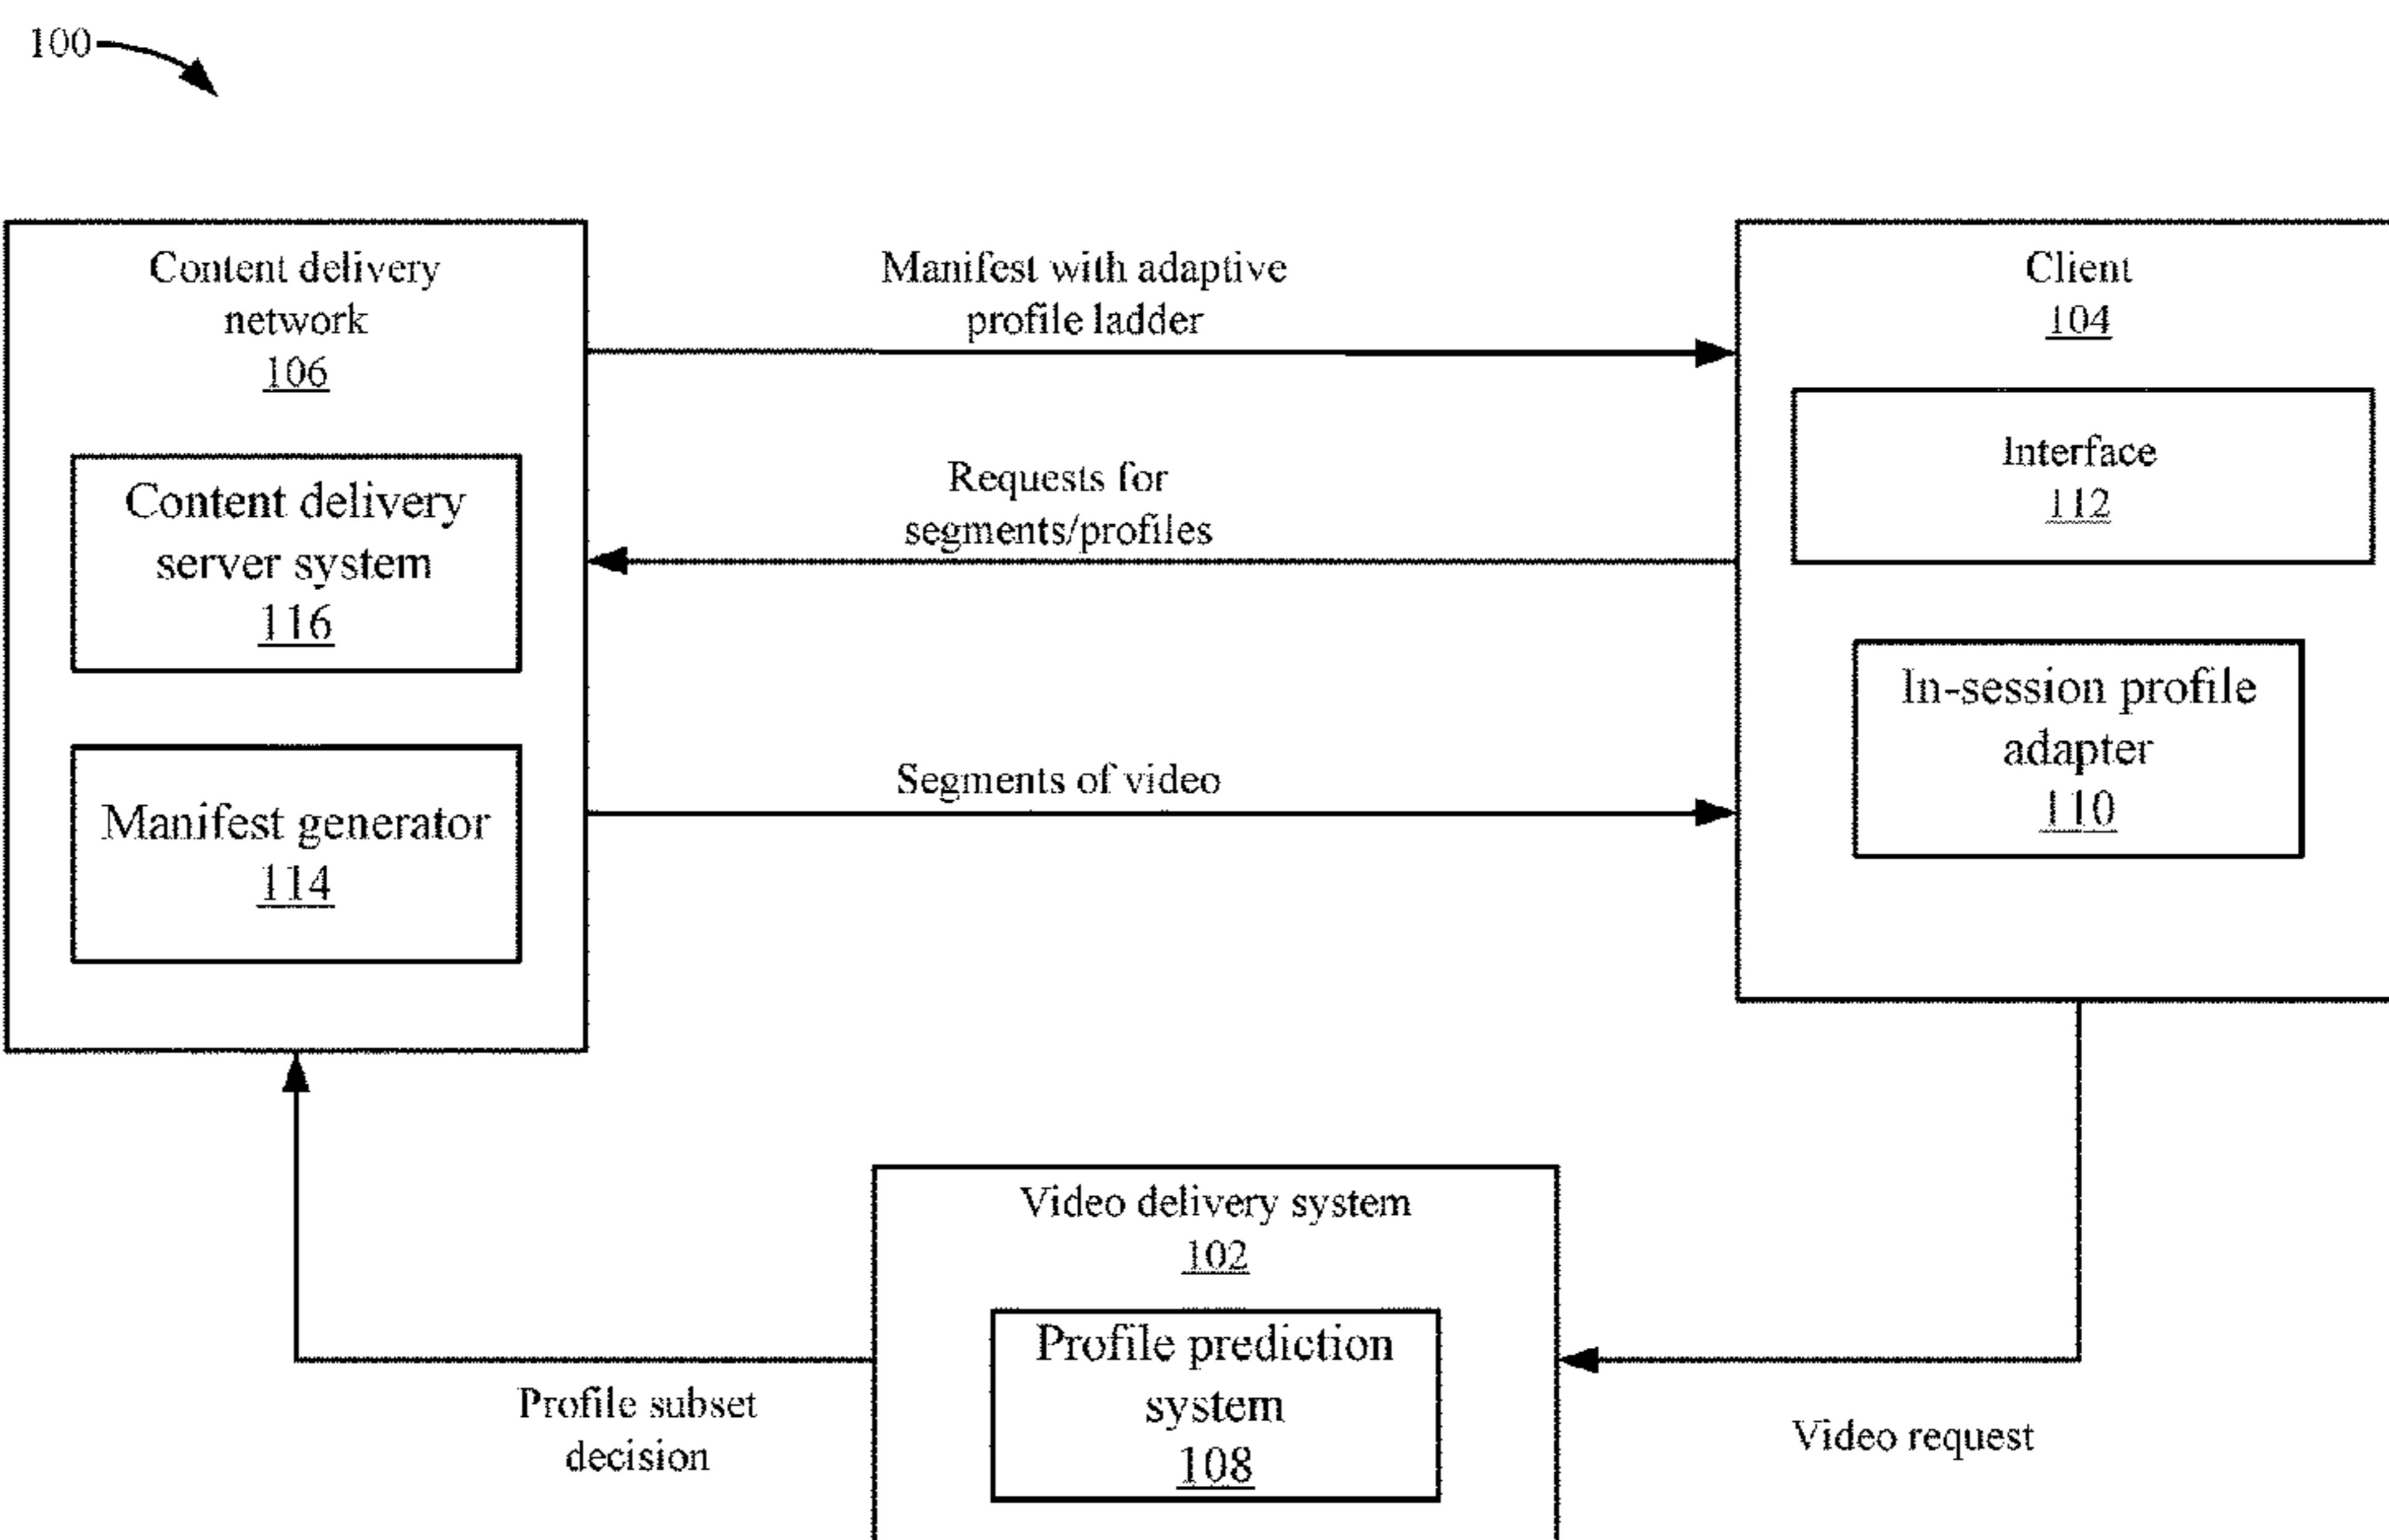 100
Content delivery
network
106
Content delivery
server system
116
Manifest generator
114
Manifest with adaptive
profile ladder
Requests for
segments/profiles
Segments of video
Client
104
Interface
112
In-session profile
adapter
110
Video delivery system
102
Profile prediction
system
108
Profile subset
decision
Video request